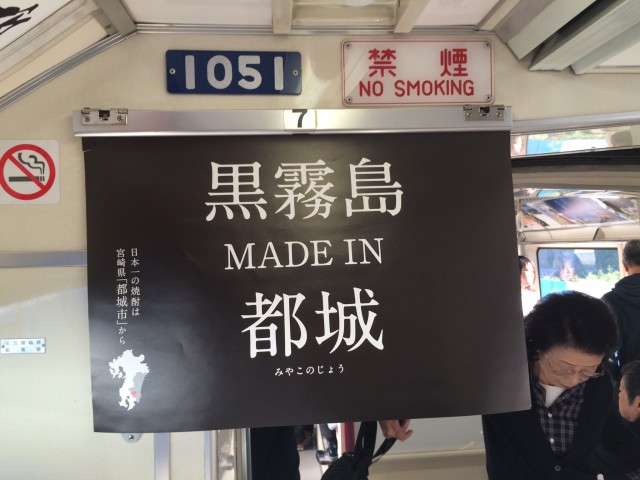 1051
禁煙
NO SMOKING
7
黒霧島
MADE IN
都城
みやこのじょう
日本一の焼酎は
宮崎県「都城市」から